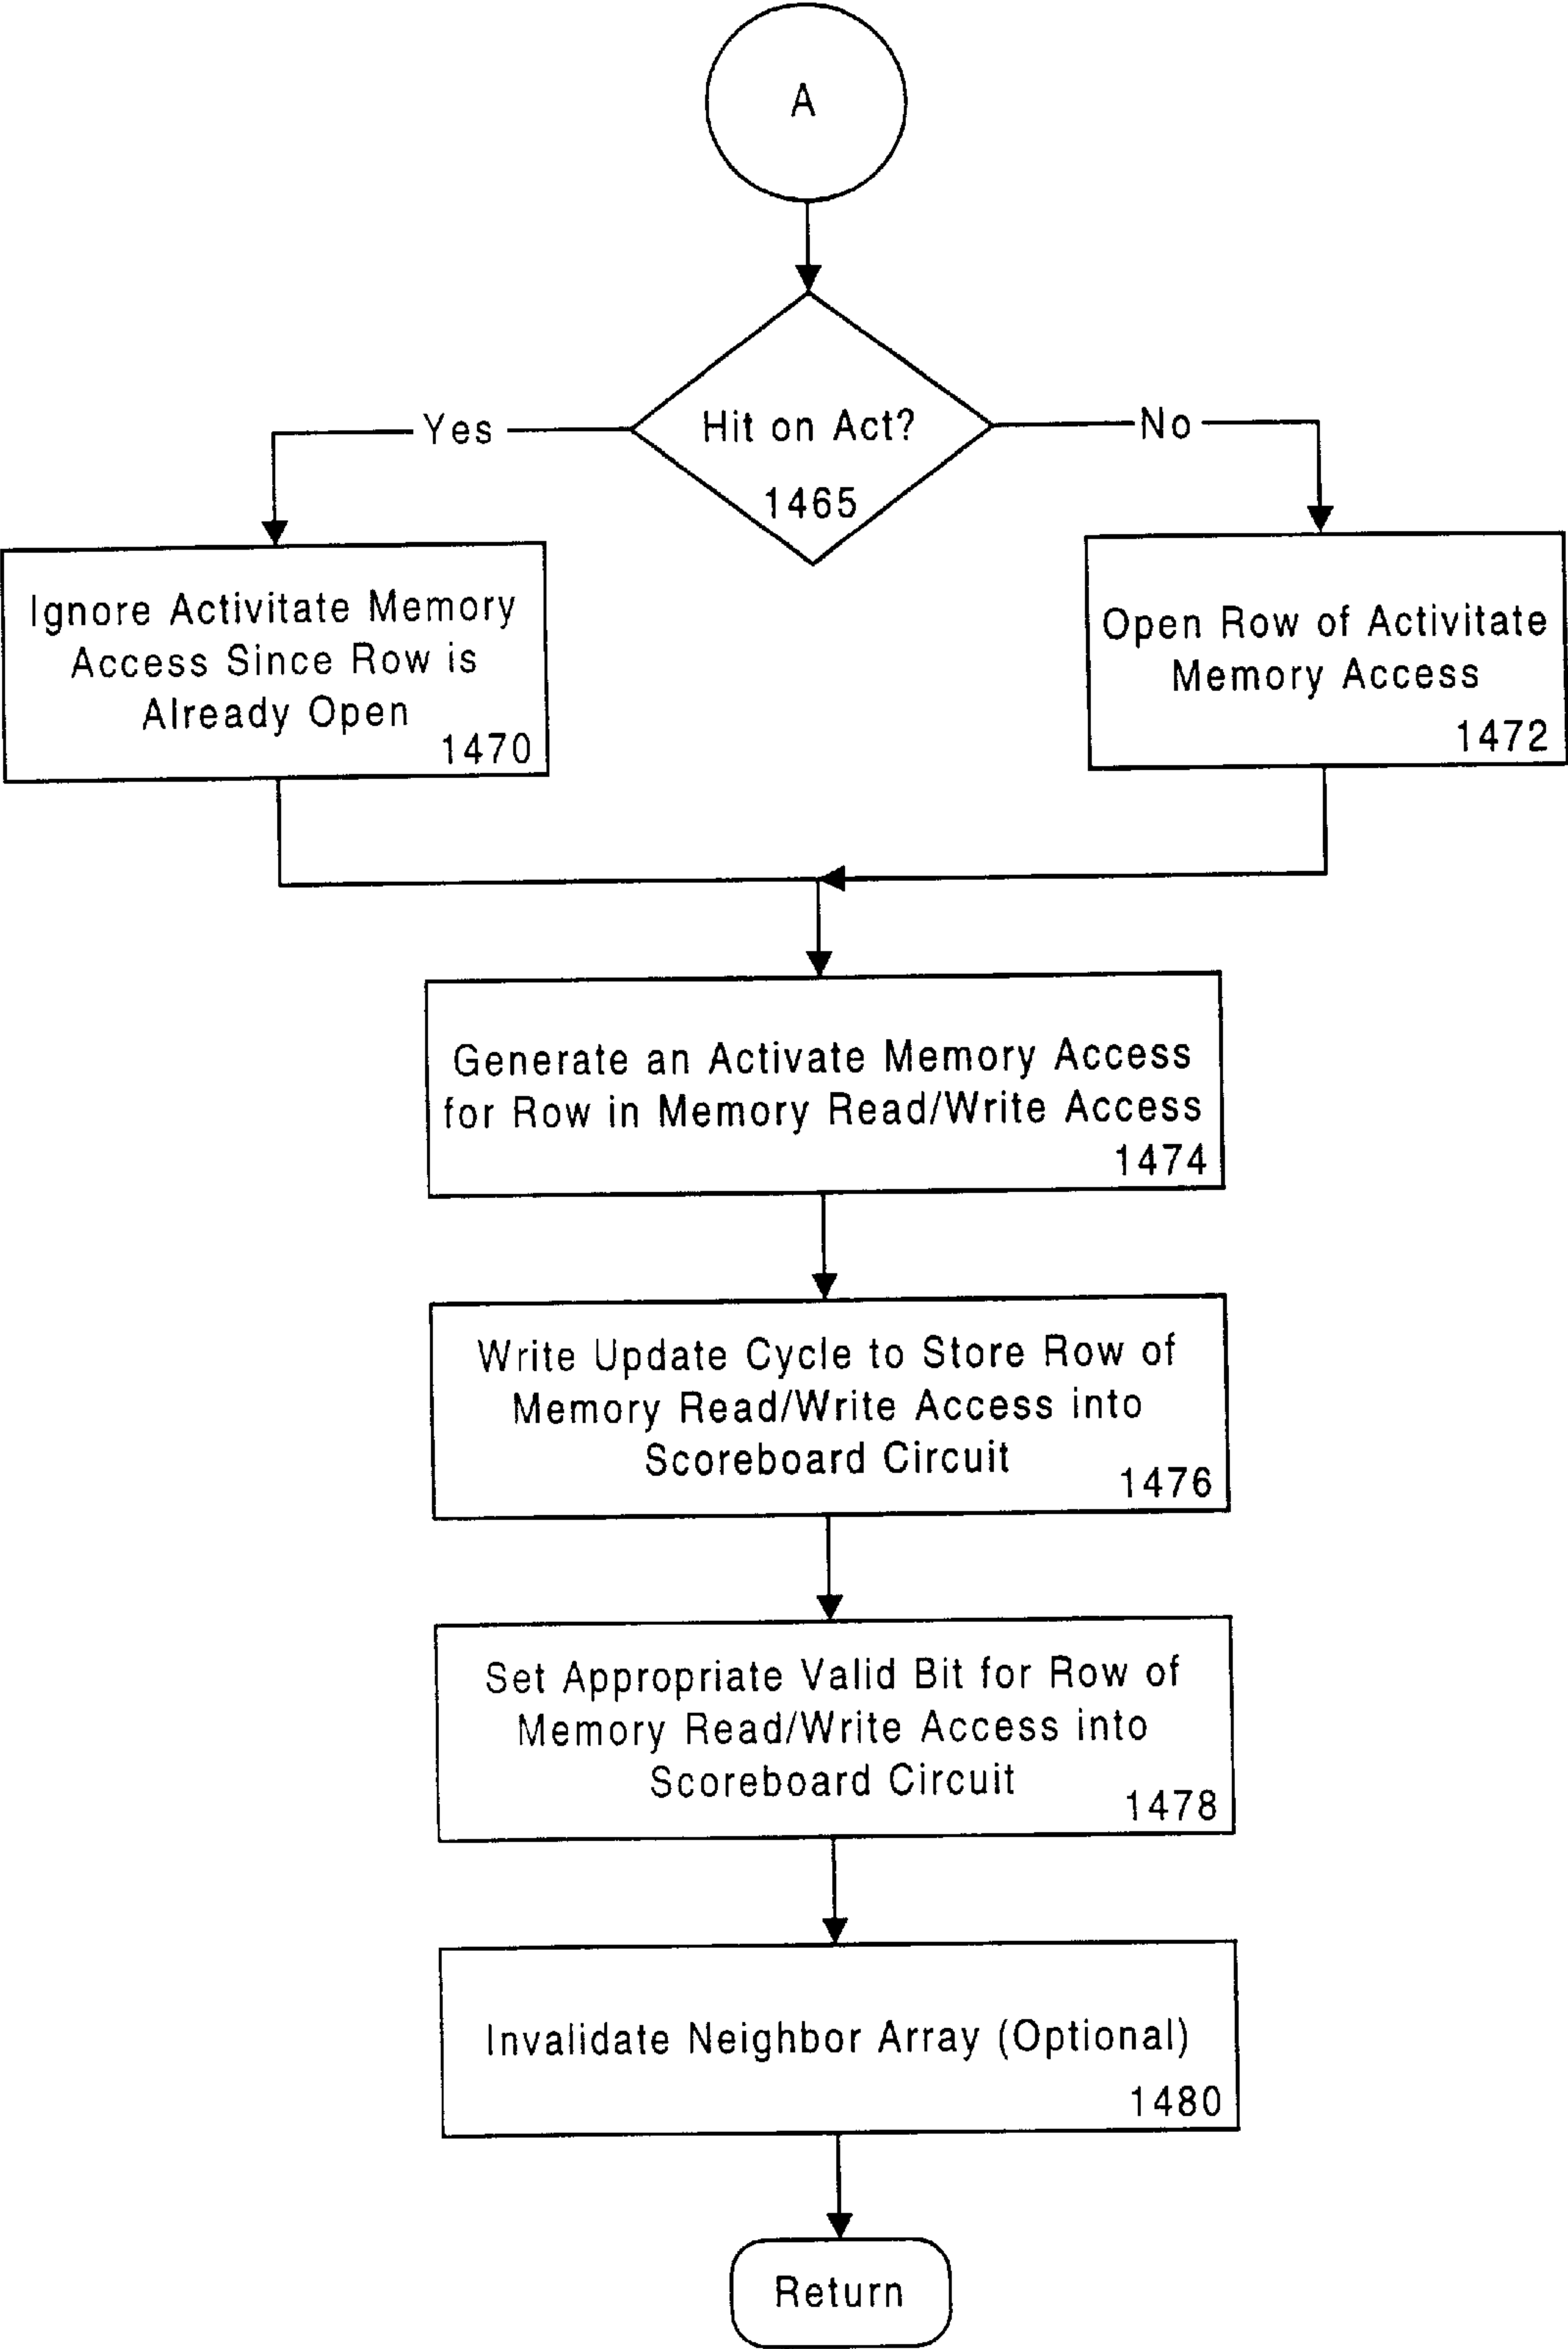 A
Hit on Act?
1465
Yes
No
Ignore Activitate Memory
Access Since Row is
Already Open
1470
Open Row of Activitate
Memory Access
1472
Generate an Activate Memory Access
for Row in Memory Read/Write Access
1474
Write Update Cycle to Store Row of
Memory Read/Write Access into
Scoreboard Circuit
1476
Set Appropriate Valid Bit for Row of
Memory Read/Write Access into
Scoreboard Circuit
1478
Invalidate Neighbor Array (Optional)
1480
Return